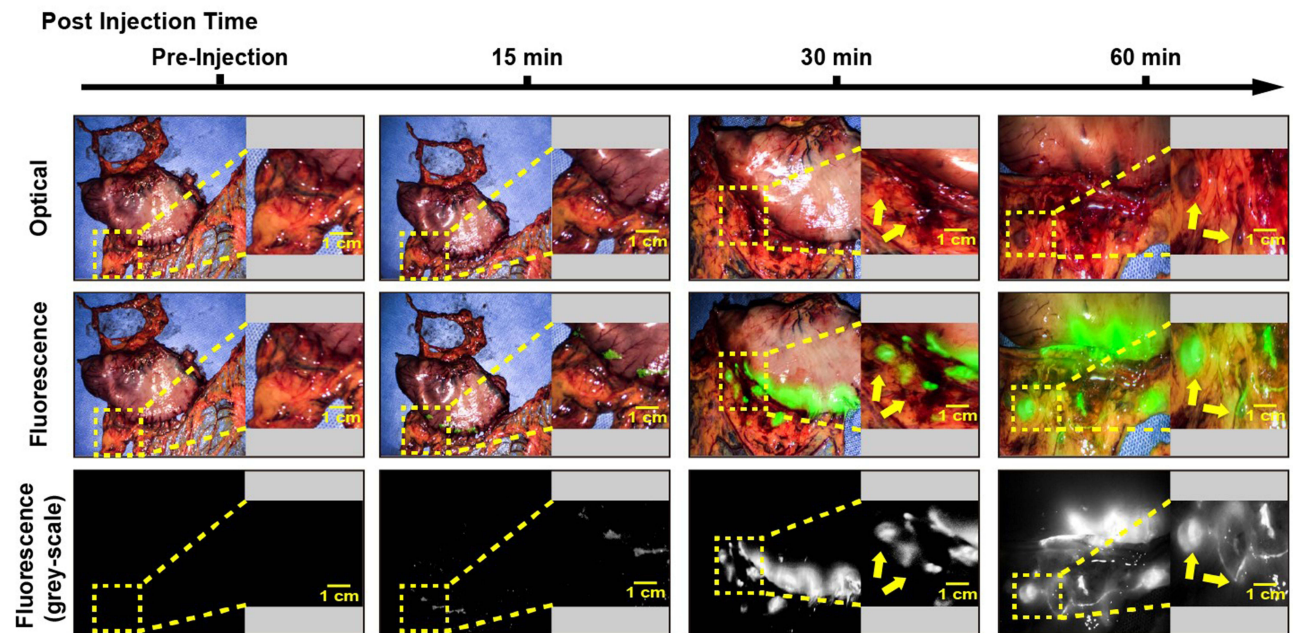 Post Injection Time
Pre-Injection
15 min
30 min
60 min
Optical
1 cm
1 cm
1 cm
1 cm
Fluorescence
1 cm
1 cm
1 cm
1 cm
Fluorescence
(grey-scale)
1 cm
1 cm
1 cm
1 cm